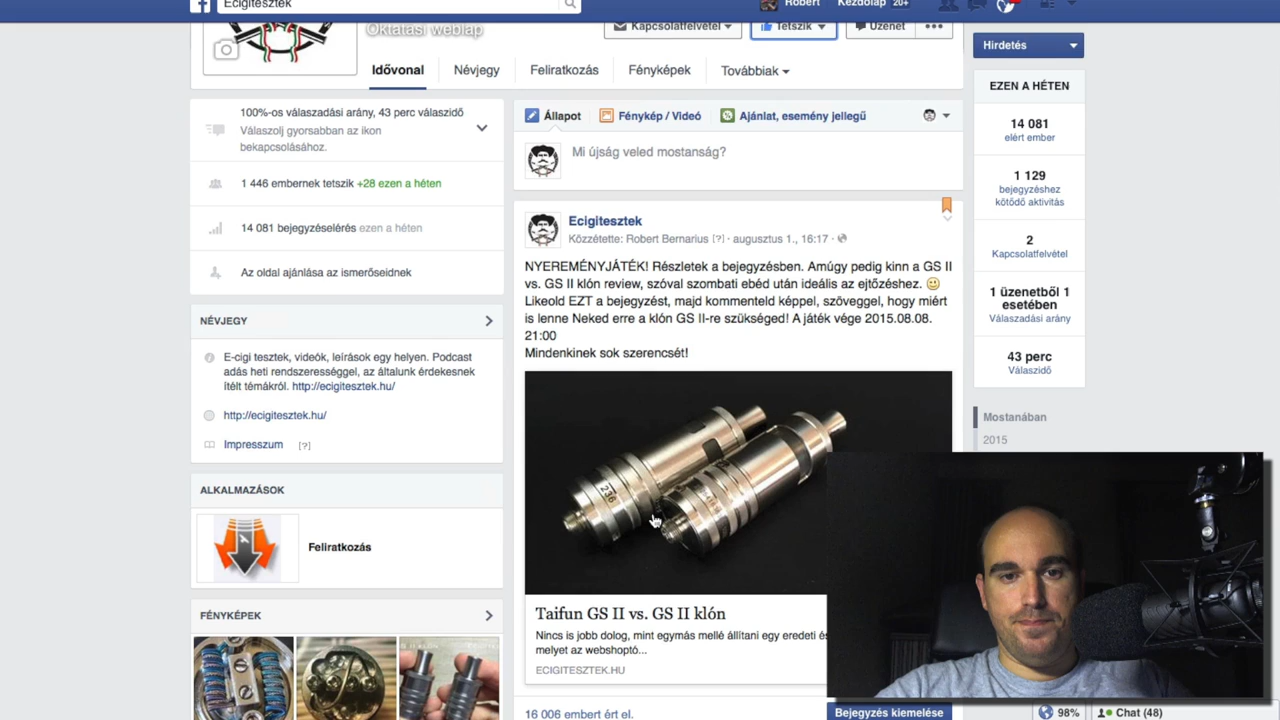 Ecigitesztek
Robert
Kezdőlap 20+
Oktatási weblap
Kapcsolatfelvétel
Tetszik
Üzenet
Idővonal
Névjegy
Feliratkozás
Fényképek
Továbbiak
100%-os válaszadási arány, 43 perc válaszidő
Válaszolj gyorsabban az ikon
bekapcsolásához.
1 446 embernek tetszik +28 ezen a héten
14 081 bejegyzéselérés ezen a héten
Az oldal ajánlása az ismerőseidnek
NÉVJEGY
E-cigi tesztek, videók, leírások egy helyen. Podcast
adás heti rendszerességgel, az általunk érdekesnek
ítélt témákról. http://ecigitesztek.hu/
http://ecigitesztek.hu/
Impresszum [?]
ALKALMAZÁSOK
Feliratkozás
FÉNYKÉPEK
Állapot
Fénykép / Videó
Ajánlat, esemény jellegű
Mi újság veled mostanság?
Ecigitesztek
Közzétette: Robert Bernarius [?] · augusztus 1., 16:17 ·
NYEREMÉNYJÁTÉK! Részletek a bejegyzésben. Amúgy pedig kinn a GS II
vs. GS II klón review, szóval szombati ebéd után ideális az ejtőzéshez.
Likeold EZT a bejegyzést, majd kommenteld képpel, szöveggel, hogy miért
is lenne Neked erre a klón GS II-re szükséged! A játék vége 2015.08.08.
21:00
Mindenkinek sok szerencsét!
236
Taifun GS II vs. GS II klón
Nincs is jobb dolog, mint egymás mellé állítani egy eredeti és
melyet az webshoptó...
ECIGITESZTEK.HU
16 006 embert ért el.
Bejegyzés kiemelése
Hirdetés
EZEN A HÉTEN
14 081
elért ember
1 129
bejegyzéshez
kötődő aktivitás
2
Kapcsolatfelvétel
1 üzenetből 1
esetében
Válaszadási arány
43 perc
Válaszidő
Mostanában
2015
98%
Chat (48)